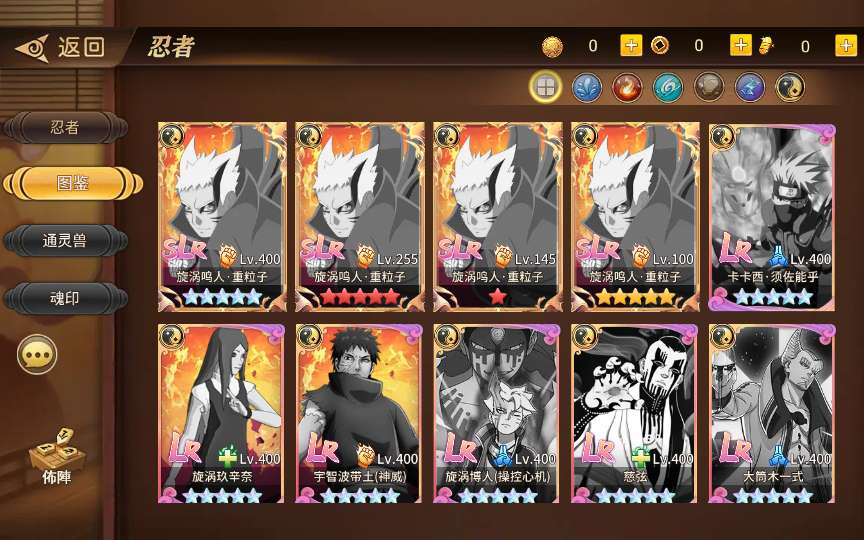 返回
忍者
0
0
0
忍者
图鉴
通灵兽
魂印
佈陣
SLR Lv.400
旋涡鸣人·重粒子
SLR Lv.255
旋涡鸣人·重粒子
SLR Lv.145
旋涡鸣人·重粒子
SLR Lv.100
旋涡鸣人·重粒子
LR Lv.400
卡卡西·须佐能乎
LR Lv.400
旋涡玖辛奈
LR Lv.400
宇智波带土(神威)
LR Lv.400
旋涡博人(操控心机)
LR Lv.400
慈弦
LR Lv.400
大筒木一式